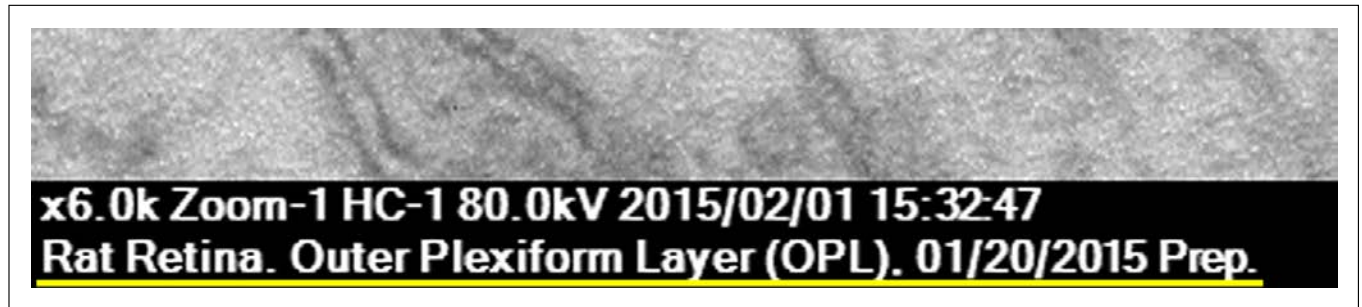 x6.0k Zoom-1 HC-1 80.0kV 2015/02/01 15:32:47
Rat Retina. Outer Plexiform Layer (OPL). 01/20/2015 Prep.